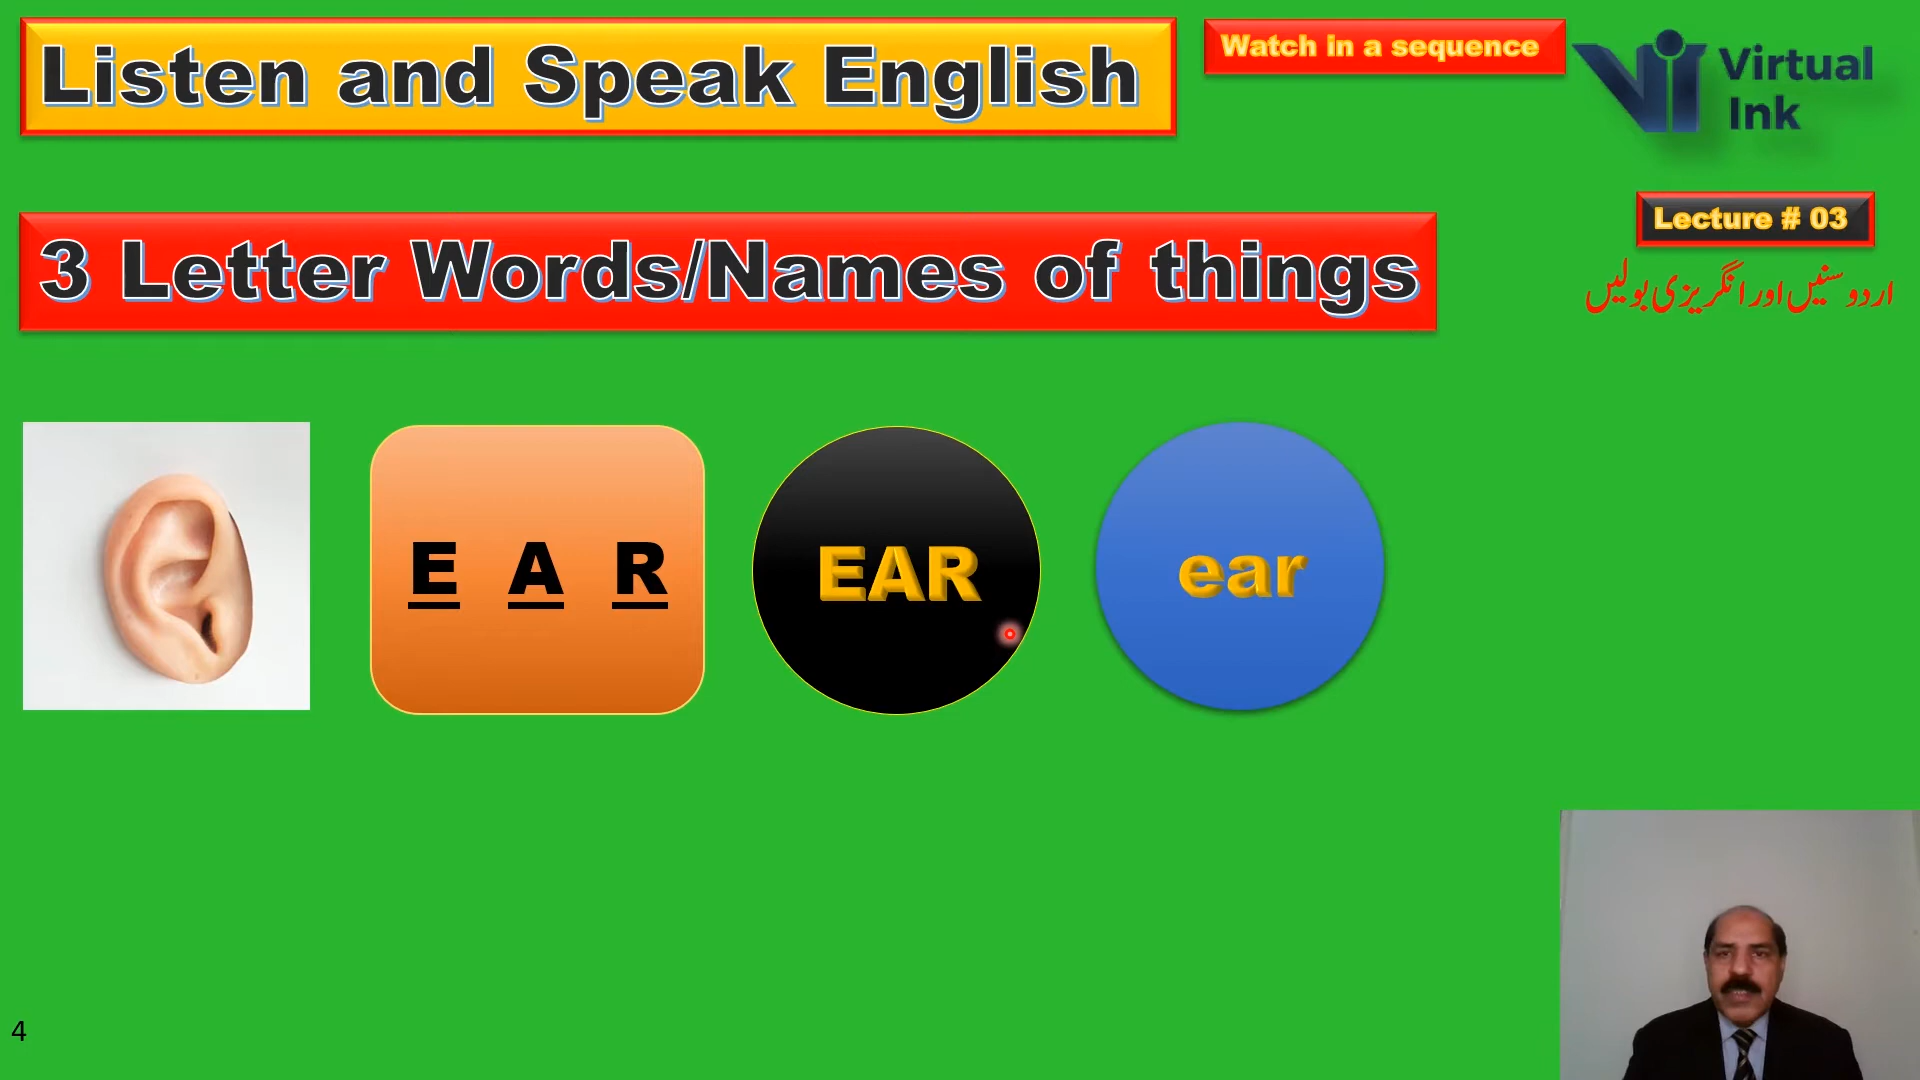 Listen and Speak English
Watch in a sequence
Virtual
Ink
3 Letter Words/Names of things
Lecture # 03
اردو سنیں اور انگریزی بولیں
E A R
EAR
ear
4